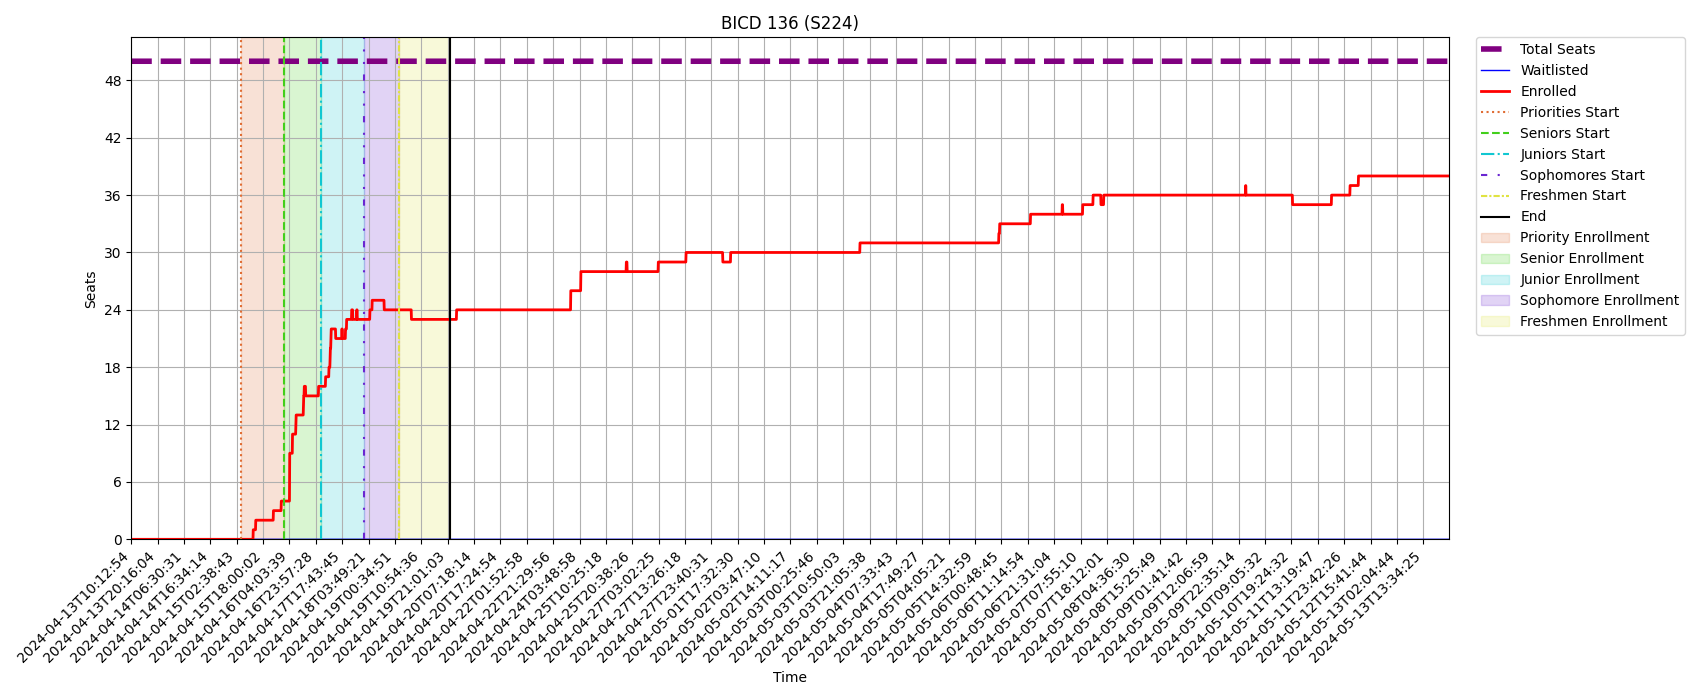 BICD 136 (S224)
Total Seats
Waitlisted
Enrolled
Priorities Start
Seniors Start
Juniors Start
Sophomores Start
Freshmen Start
End
Priority Enrollment
Senior Enrollment
Junior Enrollment
Sophomore Enrollment
Freshmen Enrollment
Seats
48
42
36
30
24
18
12
6
0
2024-04-13T10:12:54
2024-04-13T20:16:04
2024-04-14T06:30:31
2024-04-14T16:34:14
2024-04-15T02:38:43
2024-04-15T18:00:02
2024-04-16T04:03:39
2024-04-16T23:57:28
2024-04-17T17:43:45
2024-04-18T03:49:21
2024-04-19T00:34:51
2024-04-19T10:54:36
2024-04-19T21:01:03
2024-04-20T07:18:14
2024-04-20T17:24:54
2024-04-22T01:52:58
2024-04-22T21:29:56
2024-04-24T03:48:58
2024-04-25T10:25:18
2024-04-25T20:38:26
2024-04-27T03:02:25
2024-04-27T13:26:18
2024-04-27T23:40:31
2024-05-01T17:32:30
2024-05-02T03:47:10
2024-05-02T14:11:17
2024-05-03T00:25:46
2024-05-03T10:50:03
2024-05-03T21:05:38
2024-05-04T07:33:43
2024-05-04T17:49:27
2024-05-05T04:05:21
2024-05-05T14:32:59
2024-05-06T00:48:45
2024-05-06T11:14:54
2024-05-06T21:31:04
2024-05-07T07:55:10
2024-05-07T18:12:01
2024-05-08T04:36:30
2024-05-08T15:25:49
2024-05-09T01:41:42
2024-05-09T12:06:59
2024-05-09T22:35:14
2024-05-10T09:05:32
2024-05-10T19:24:32
2024-05-11T13:19:47
2024-05-11T23:42:26
2024-05-12T15:41:44
2024-05-13T02:04:44
2024-05-13T13:34:25
Time